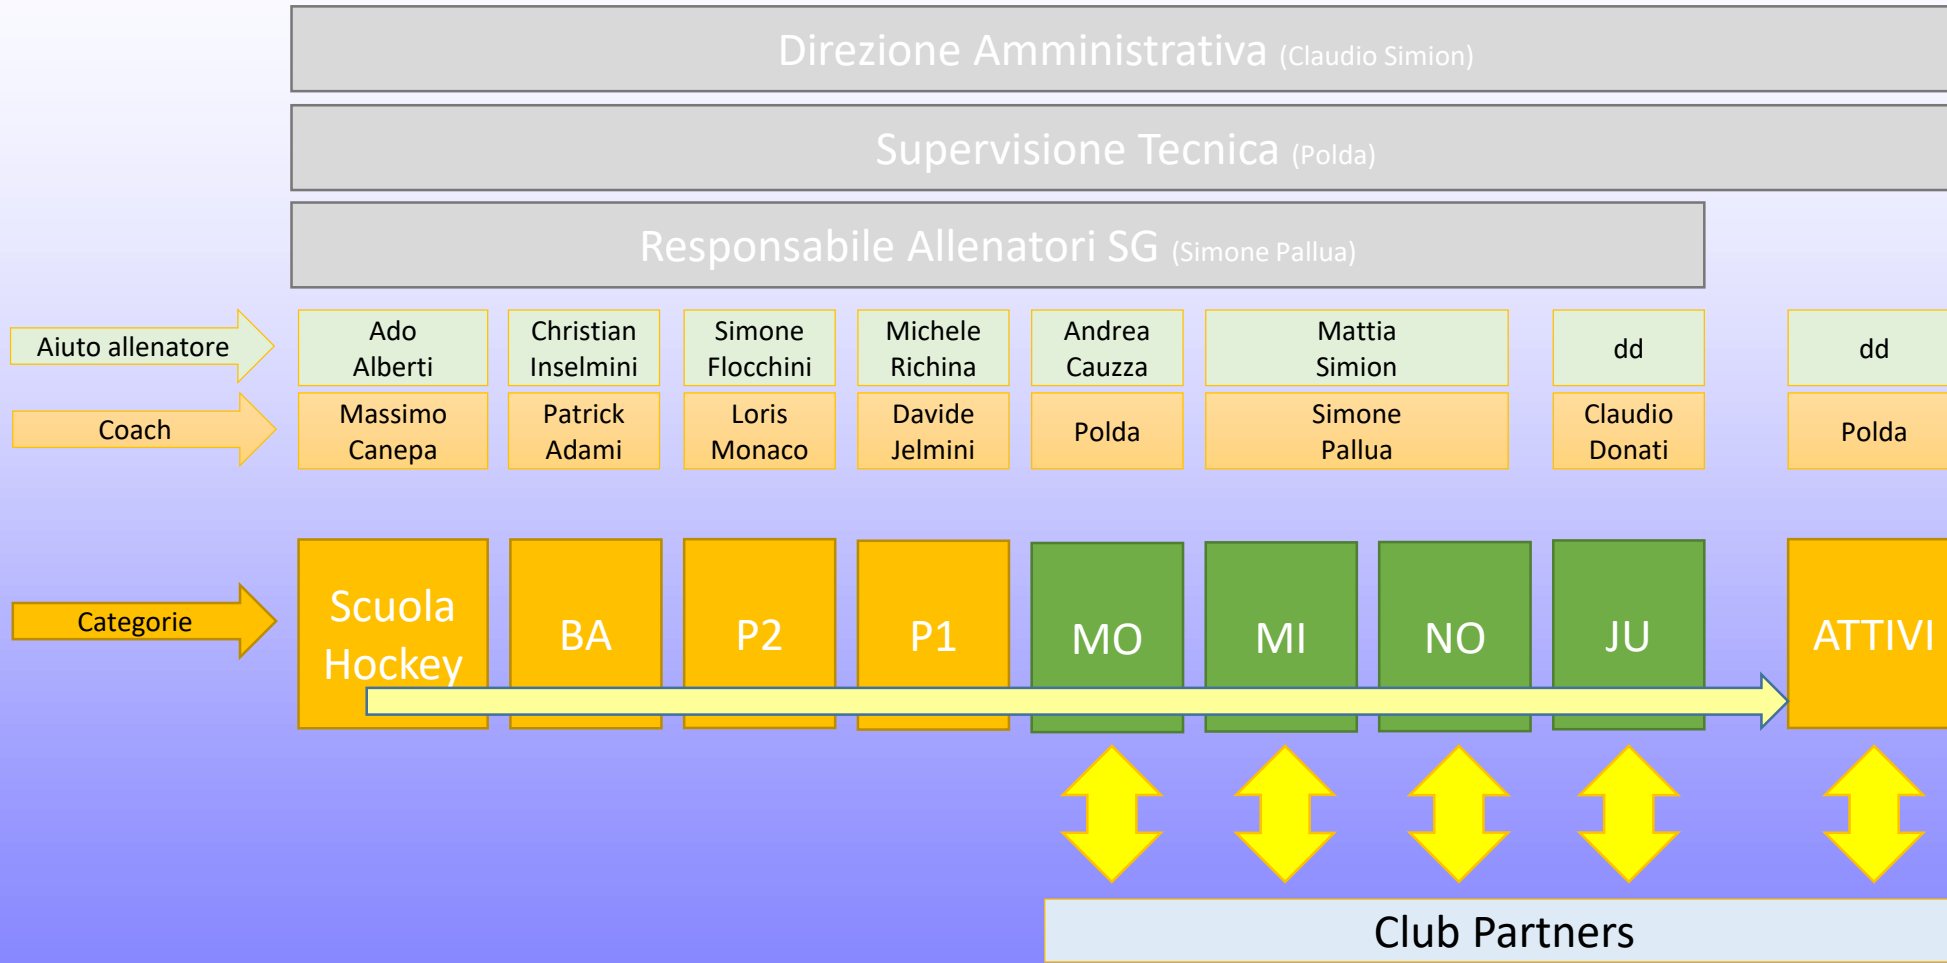 Direzione Amministrativa (Claudio Simion)
Supervisione Tecnica (Polda)
Responsabile Allenatori SG (Simone Pallua)
Aiuto allenatore
Ado
Alberti
Christian
Inselmini
Simone
Flocchini
Michele
Richina
Andrea
Cauzza
Mattia
Simion
dd
dd
Coach
Massimo
Canepa
Patrick
Adami
Loris
Monaco
Davide
Jelmini
Polda
Simone
Pallua
Claudio
Donati
Polda
Categorie
Scuola
Hockey
BA
P2
P1
MO
MI
NO
JU
ATTIVI
Club Partners